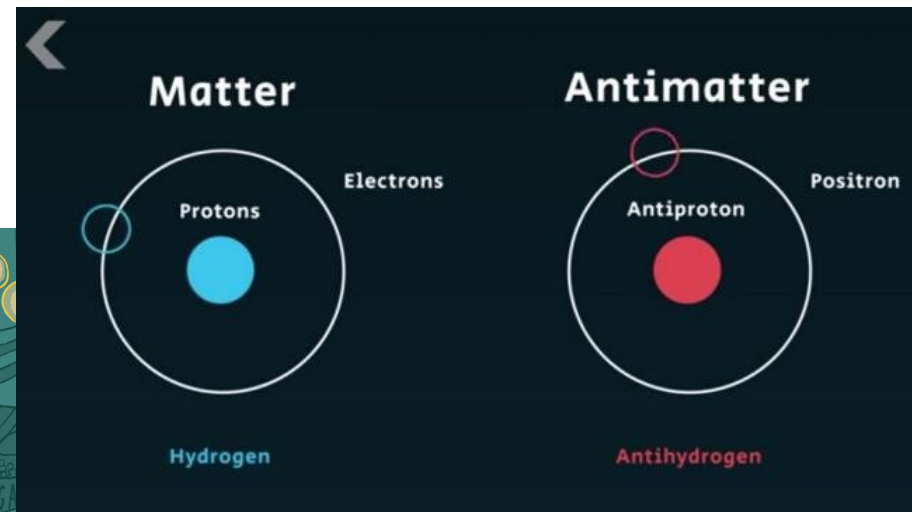 Matter
Antimatter
Electrons
Positron
Protons
Antiproton
Hydrogen
Antihydrogen